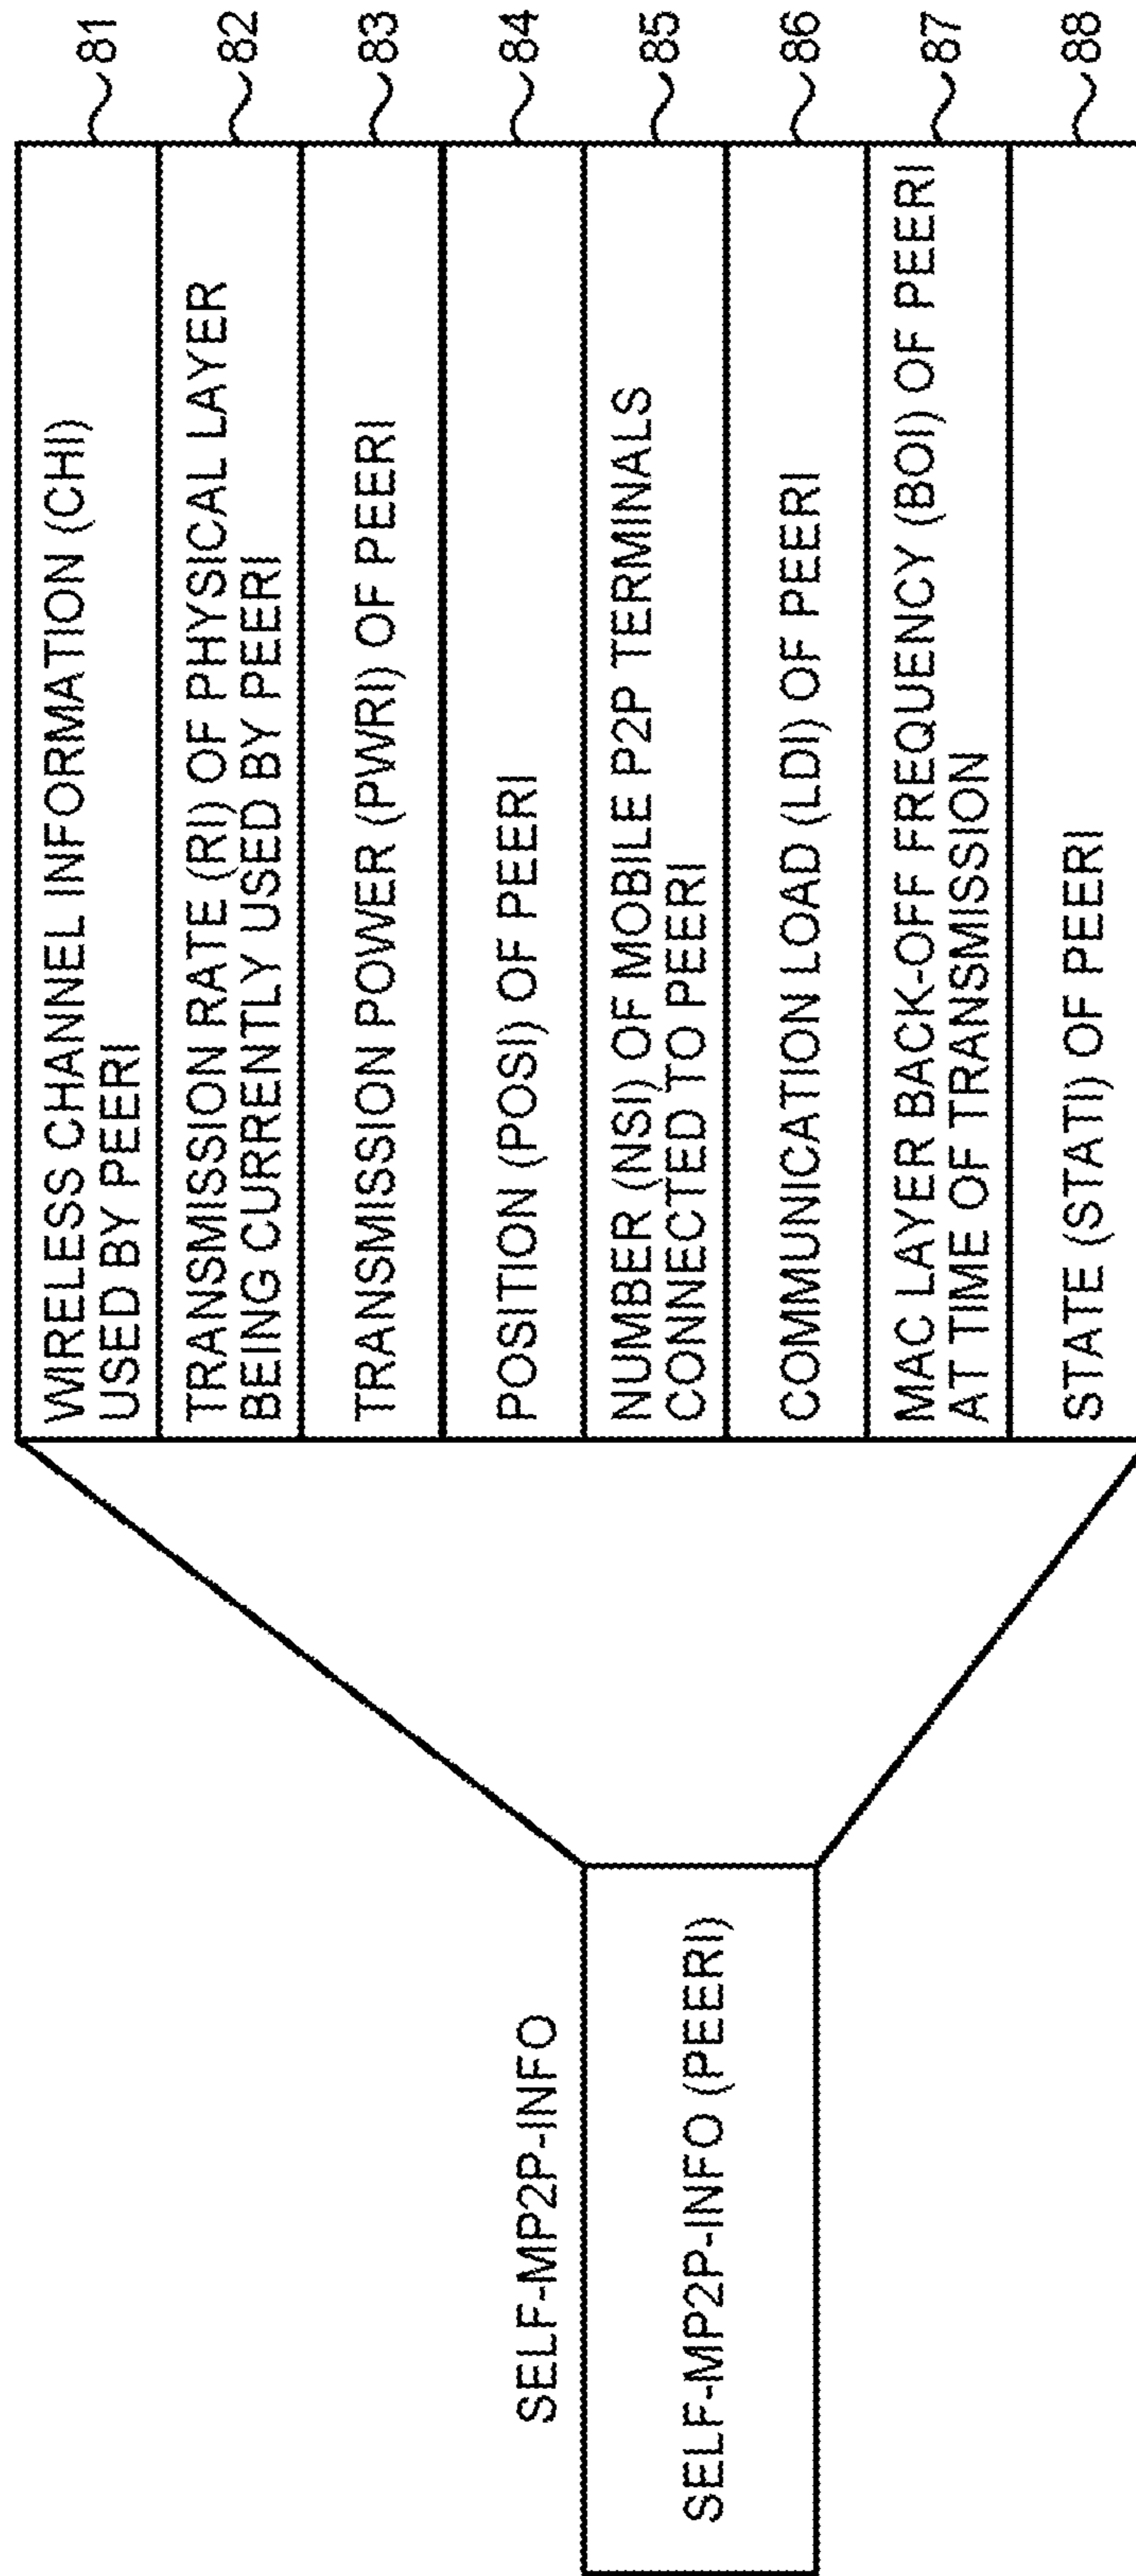 SELF-MP2P-INFO
SELF-MP2P-INFO (PEERI)
WIRELESS CHANNEL INFORMATION (CHI)
USED BY PEERI
81
TRANSMISSION RATE (RI) OF PHYSICAL LAYER
BEING CURRENTLY USED BY PEERI
82
TRANSMISSION POWER (PWRI) OF PEERI
83
POSITION (POSI) OF PEERI
84
NUMBER (NSI) OF MOBILE P2P TERMINALS
CONNECTED TO PEERI
85
COMMUNICATION LOAD (LDI) OF PEERI
86
MAC LAYER BACK-OFF FREQUENCY (BOI) OF PEERI
AT TIME OF TRANSMISSION
87
STATE (STATI) OF PEERI
88